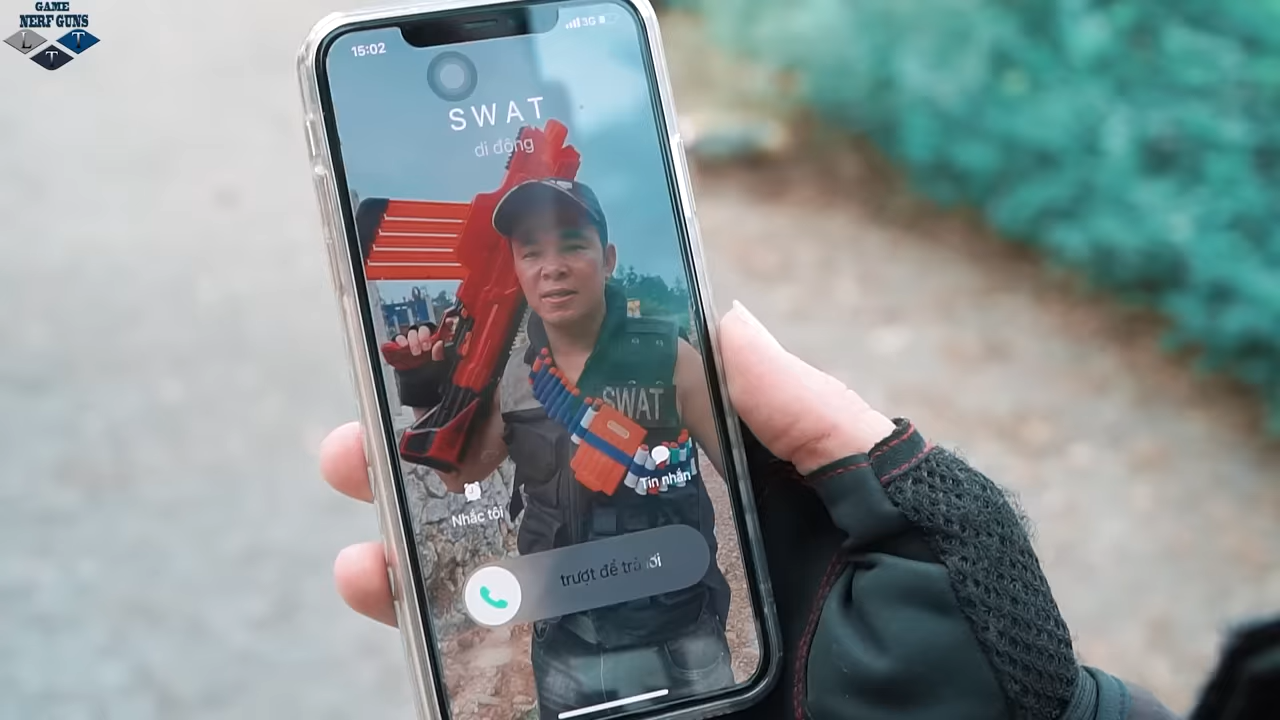 GAME
NERF GUNS
L T
T
15:02
3G
SWAT
di động
SWAT
Tin nhắn
Nhắc tôi
trượt để trả lời